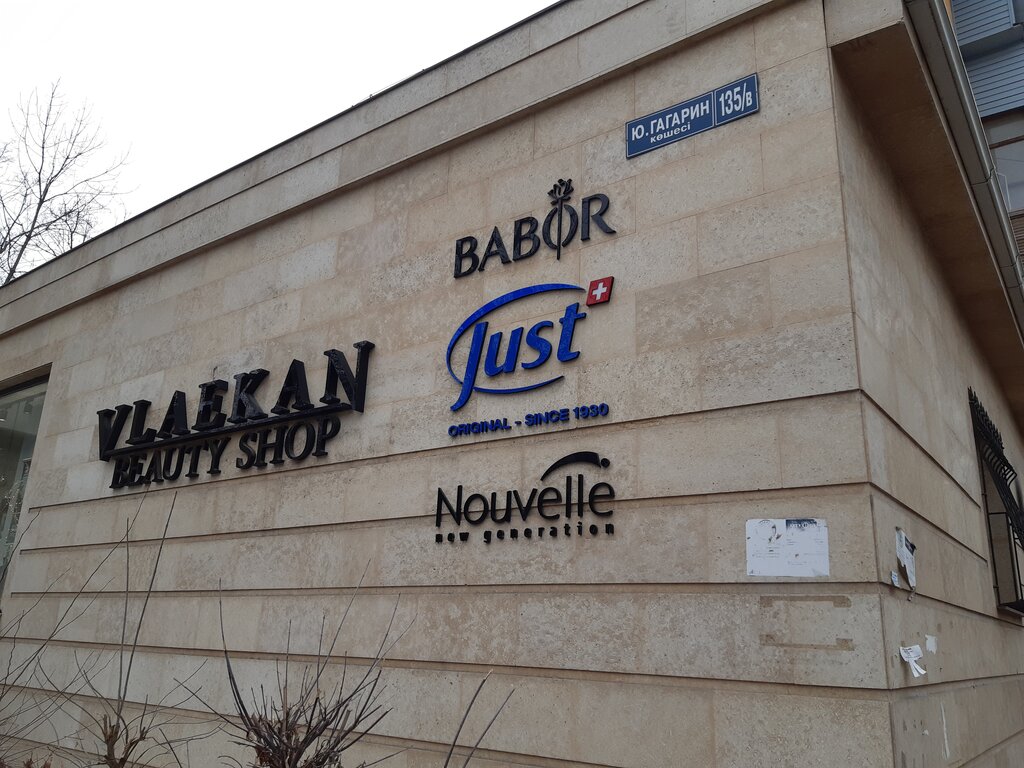 Ю.ГАГАРИН 135/В
көшесі
BABOR
Just
ORIGINAL - SINCE 1930
VLAEKAN
BEAUTY SHOP
Nouvelle
new generation